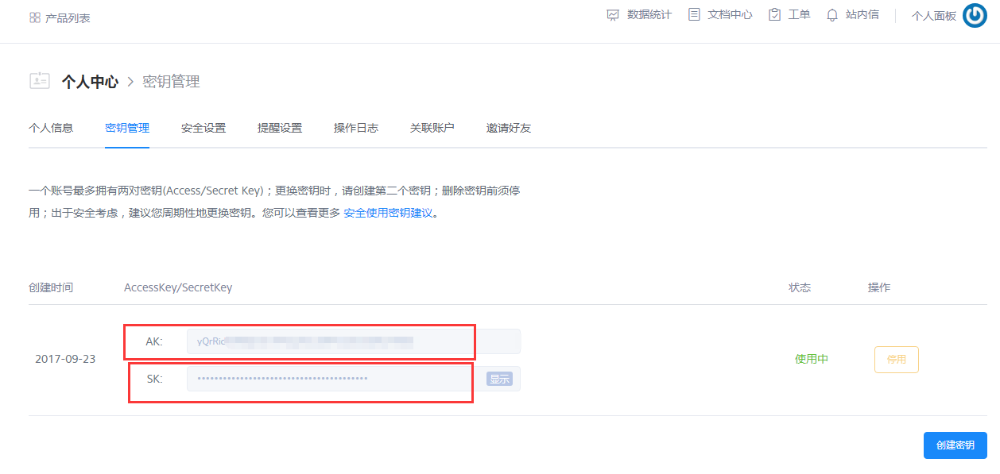 产品列表 数据统计 文档中心 工单 站内信 个人面板
个人中心 > 密钥管理
个人信息 密钥管理 安全设置 提醒设置 操作日志 关联账户 邀请好友
一个账号最多拥有两对密钥(Access/Secret Key)；更换密钥时，请创建第二个密钥；删除密钥前须停
用；出于安全考虑，建议您周期性地更换密钥。您可以查看更多 安全使用密钥建议。
创建时间 AccessKey/SecretKey 状态 操作
AK: yQrRic
2017-09-23 使用中 停用
SK: 显示
创建密钥